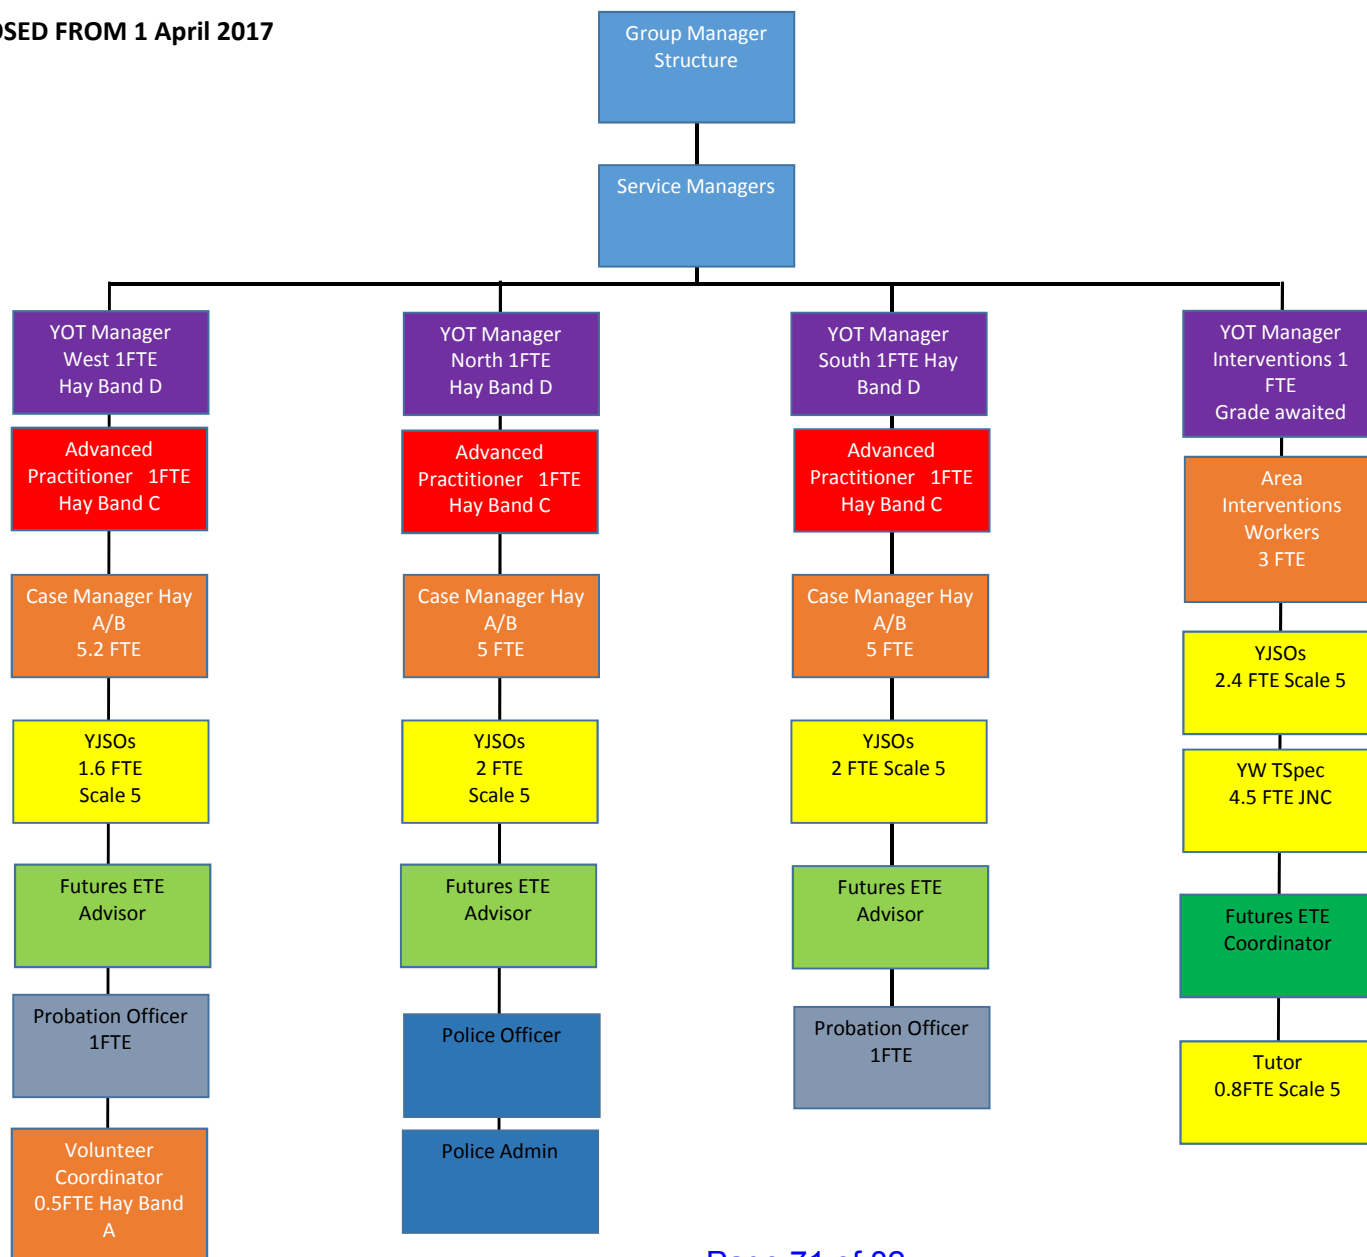 OSED FROM 1 April 2017
Group Manager
Structure
Service Managers
YOT Manager
West 1FTE
Hay Band D
Advanced
Practitioner 1FTE
Hay Band C
Case Manager Hay
A/B
5.2 FTE
YJSOs
1.6 FTE
Scale 5
Futures ETE
Advisor
Probation Officer
1FTE
Volunteer
Coordinator
0.5FTE Hay Band
A
YOT Manager
North 1FTE
Hay Band D
Advanced
Practitioner 1FTE
Hay Band C
Case Manager Hay
A/B
5 FTE
YJSOs
2 FTE
Scale 5
Futures ETE
Advisor
Police Officer
Police Admin
YOT Manager
South 1FTE Hay
Band D
Advanced
Practitioner 1FTE
Hay Band C
Case Manager Hay
A/B
5 FTE
YJSOs
2 FTE Scale 5
Futures ETE
Advisor
Probation Officer
1FTE
YOT Manager
Interventions 1
FTE
Grade awaited
Area
Interventions
Workers
3 FTE
YJSOs
2.4 FTE Scale 5
YW TSpec
4.5 FTE JNC
Futures ETE
Coordinator
Tutor
0.8FTE Scale 5
Page 71 of